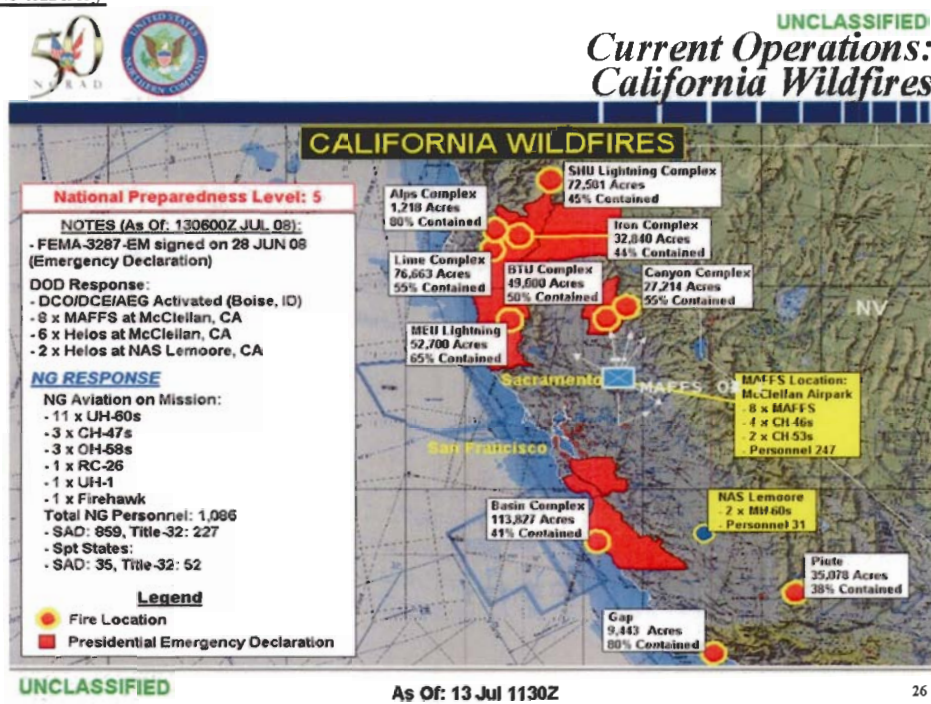 UNCLASSIFIED
50
NORAD
UNITED STATES
NORTHERN COMMAND
Current Operations:
California Wildfires
CALIFORNIA WILDFIRES
National Preparedness Level: 5
NOTES (As Of: 130600Z JUL 08):
- FEMA-3287-EM signed on 28 JUN 08
(Emergency Declaration)
DOD Response:
- DCO/DCE/AEG Activated (Boise, ID)
- 8 x MAFFS at McClellan, CA
- 6 x Helos at McClellan, CA
- 2 x Helos at NAS Lemoore, CA
NG RESPONSE
NG Aviation on Mission:
- 11 x UH-60s
- 3 x CH-47s
- 3 x OH-58s
- 1 x RC-26
- 1 x UH-1
- 1 x Firehawk
Total NG Personnel: 1,086
- SAD: 859, Title-32: 227
- Spt States:
- SAD: 35, Title-32: 52
Legend
Fire Location
Presidential Emergency Declaration
SHU Lightning Complex
72,501 Acres
45% Contained
Alps Complex
1,218 Acres
80% Contained
Iron Complex
32,840 Acres
44% Contained
Lime Complex
76,663 Acres
55% Contained
BTU Complex
49,600 Acres
50% Contained
Canyon Complex
27,214 Acres
55% Contained
NV
MEU Lightning
52,700 Acres
65% Contained
Sacramento
MAFFS
San Francisco
MAFFS Location:
McClellan Airpark
- 8 x MAFFS
- 4 x CH-46s
- 2 x CH-53s
- Personnel 247
Basin Complex
113,827 Acres
41% Contained
NAS Lemoore
- 2 x MH-60s
- Personnel 31
Piute
35,078 Acres
38% Contained
Gap
9,443 Acres
80% Contained
UNCLASSIFIED
As Of: 13 Jul 1130Z
26